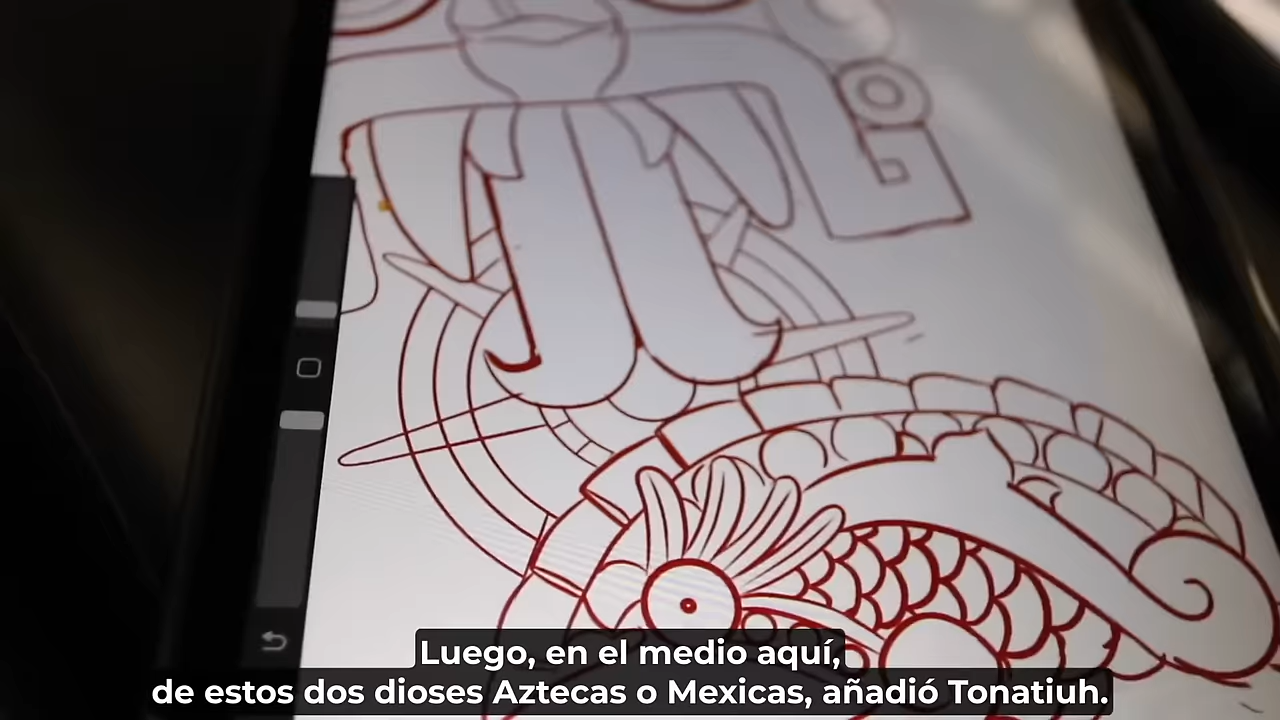 Luego, en el medio aquí,
de estos dos dioses Aztecas o Mexicas, añadió Tonatiuh.